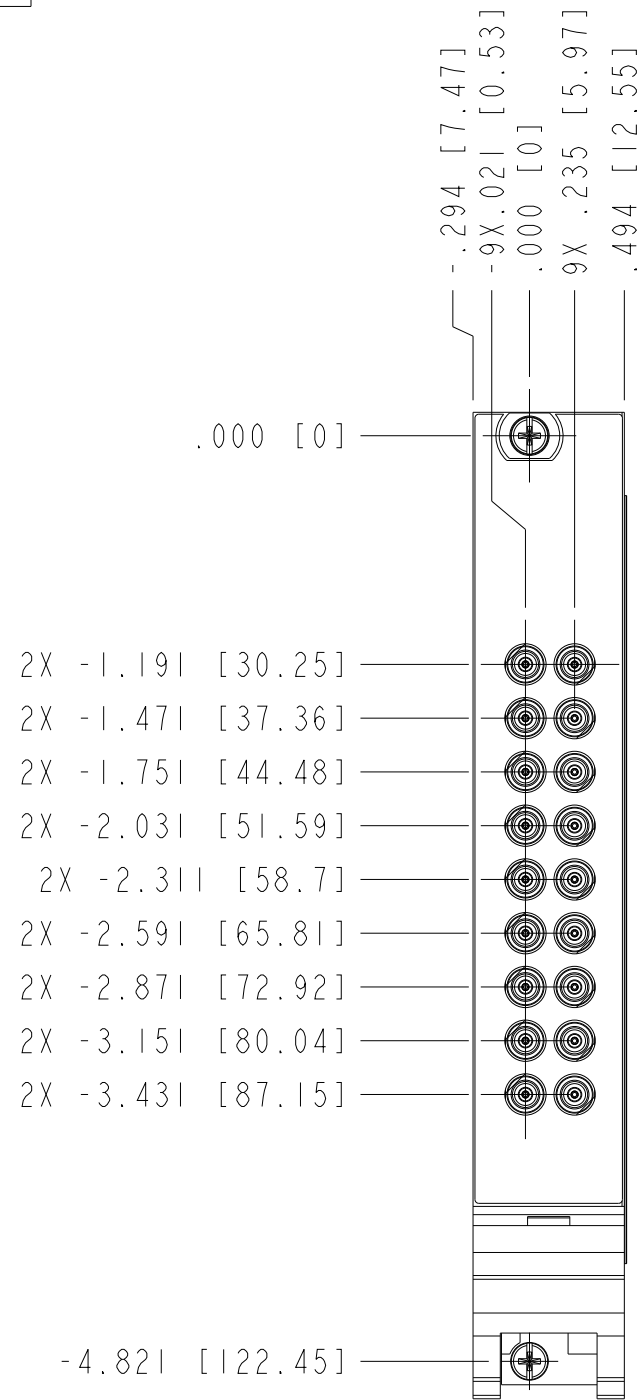 -.294 [7.47]
-9X.021 [0.53]
.000 [0]
9X .235 [5.97]
.494 [12.55]
.000 [0]
2X -1.191 [30.25]
2X -1.471 [37.36]
2X -1.751 [44.48]
2X -2.031 [51.59]
2X -2.311 [58.7]
2X -2.591 [65.81]
2X -2.871 [72.92]
2X -3.151 [80.04]
2X -3.431 [87.15]
-4.821 [122.45]